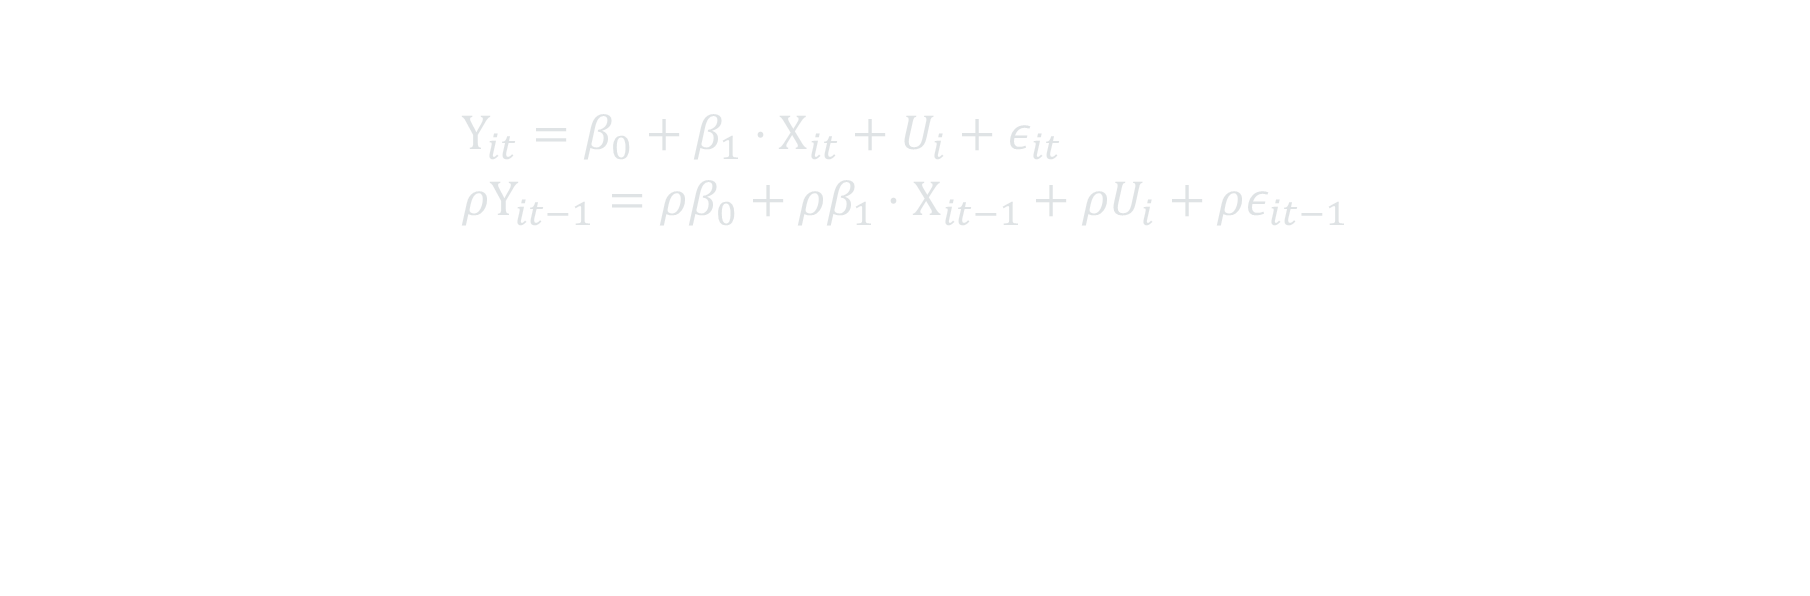 Y_{it} = β_0 + β_1 · X_{it} + U_i + ϵ_{it}
ρY_{it−1} = ρβ_0 + ρβ_1 · X_{it−1} + ρU_i + ρϵ_{it−1}